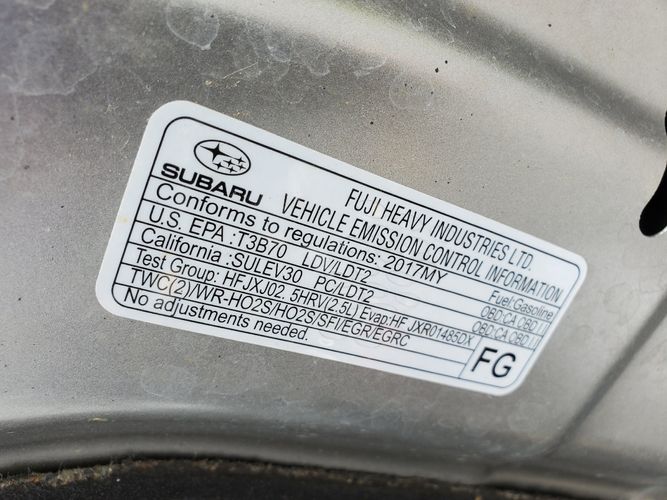 SUBARU
FUJI HEAVY INDUSTRIES LTD.
VEHICLE EMISSION CONTROL INFORMATION
Conforms to regulations: 2017MY Fuel:Gasoline
U.S. EPA :T3B70 LDV/LDT2 OBD:CA OBD II
California :SULEV30 PC/LDT2 OBD:CA OBD II
Test Group: HFJXJ02. 5HRV(2.5L) Evap:HF JXR01485DX
TWC(2)/WR-HO2S/HO2S/SFI/EGR/EGRC
No adjustments needed.
FG